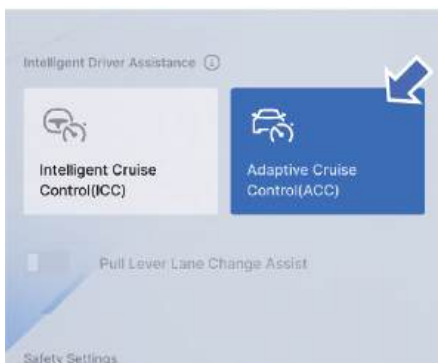 Intelligent Driver Assistance
Intelligent Cruise
Control(ICC)
Adaptive Cruise
Control(ACC)
Pull Lever Lane Change Assist
Safety Settings